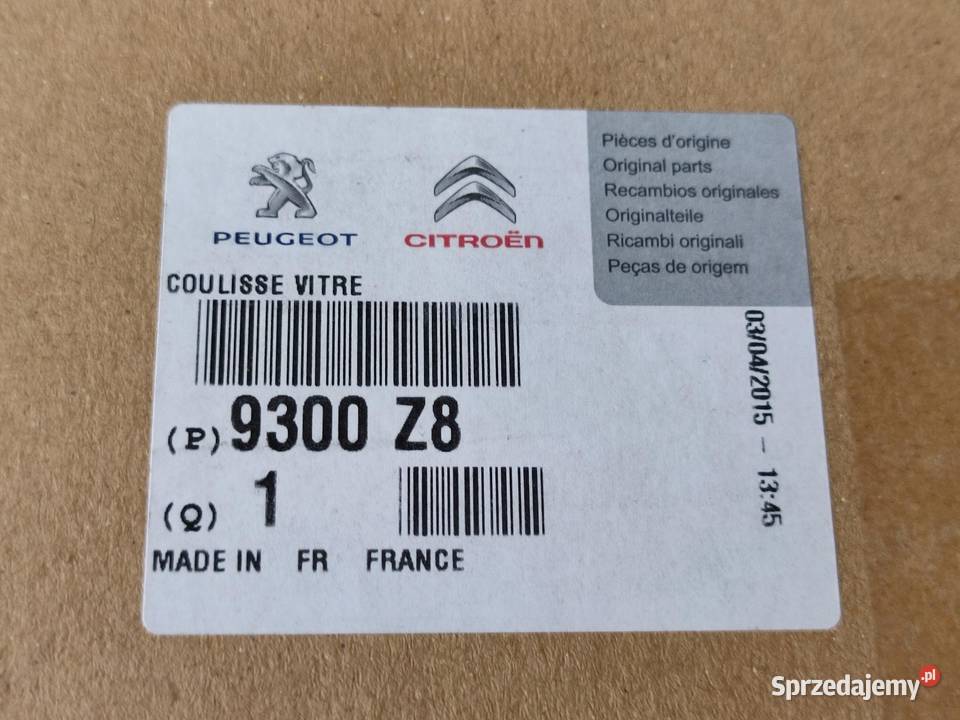 PEUGEOT
CITROËN
Pièces d'origine
Original parts
Recambios originales
Originalteile
Ricambi originali
Peças de origem
COULISSE VITRE
(P) 9300 Z8
(Q) 1
MADE IN FR FRANCE
03/04/2015 - 13:45
Sprzedajemy.pl